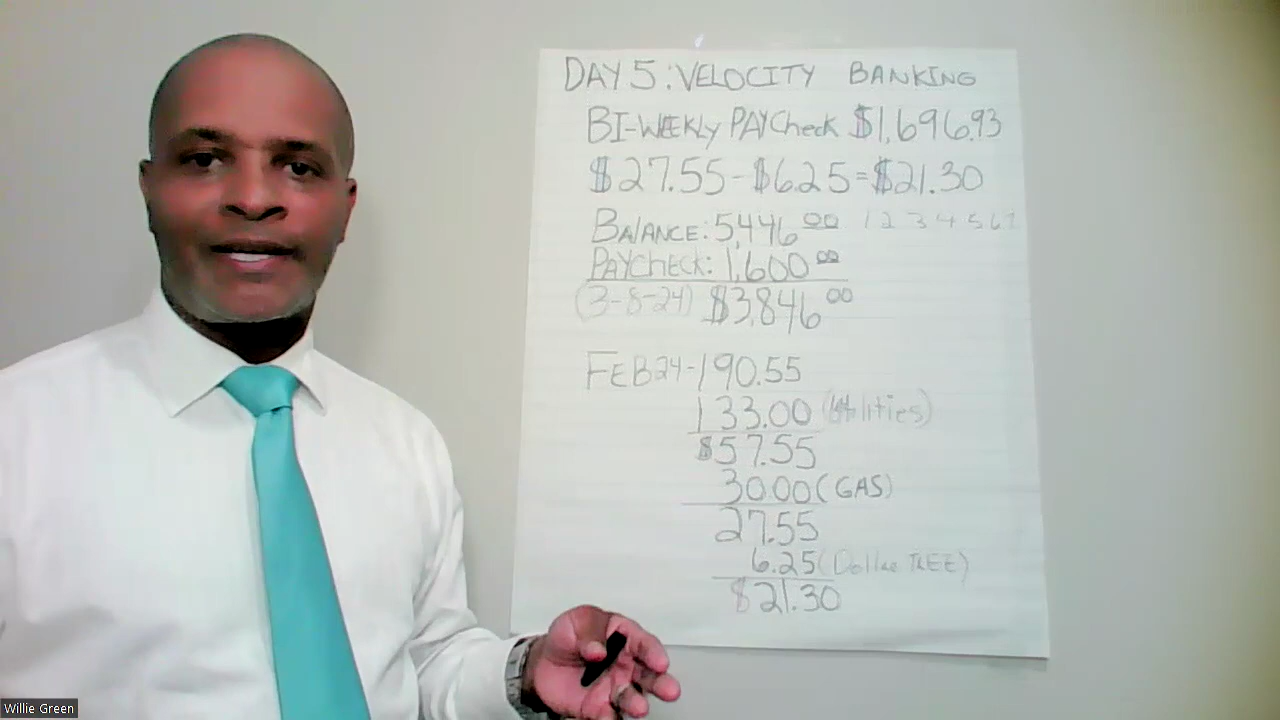 DAY 5: VELOCITY BANKING
BI-WEEKLY PAYCheck $1,696.93
$27.55-$6.25=$21.30
BALANCE: 5,446 00 1 2 3 4 5 6 7
PAYCHECK: 1,600 00
(3-8-24) $3,846 00
FEB 24-190.55
133.00 (Utilities)
$57.55
30.00 (GAS)
27.55
6.25 (Dollar TREE)
$21.30
Willie Green